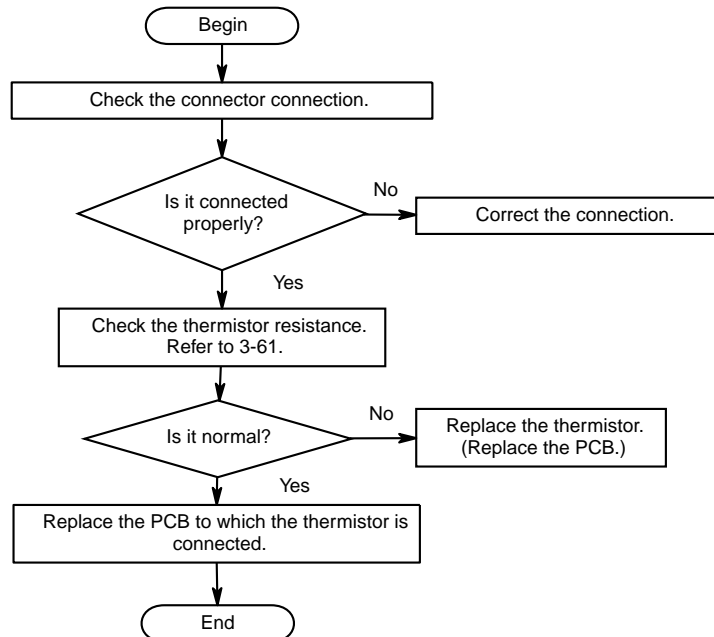 Begin
Check the connector connection.
Is it connected
properly?
No
Correct the connection.
Yes
Check the thermistor resistance.
Refer to 3-61.
Is it normal?
No
Replace the thermistor.
(Replace the PCB.)
Yes
Replace the PCB to which the thermistor is
connected.
End